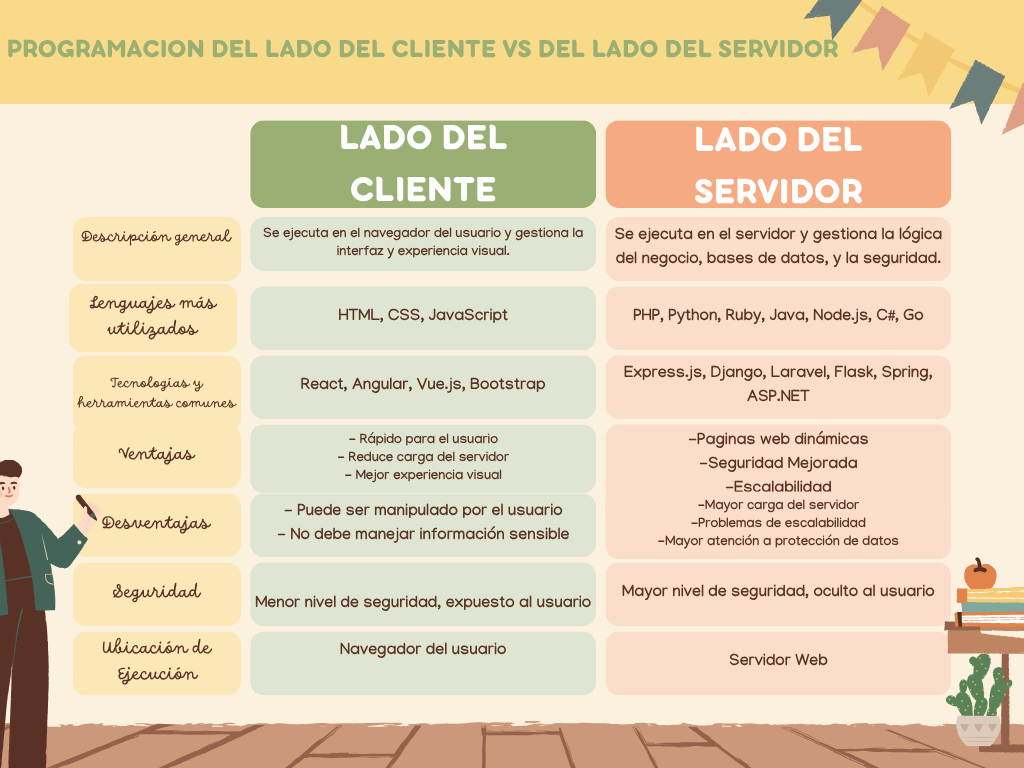 PROGRAMACION DEL LADO DEL CLIENTE VS DEL LADO DEL SERVIDOR
LADO DEL
CLIENTE
LADO DEL
SERVIDOR
Descripción general
Se ejecuta en el navegador del usuario y gestiona la
interfaz y experiencia visual.
Se ejecuta en el servidor y gestiona la lógica
del negocio, bases de datos, y la seguridad.
Lenguajes más
utilizados
HTML, CSS, JavaScript
PHP, Python, Ruby, Java, Node.js, C#, Go
Tecnologías y
herramientas comunes
React, Angular, Vue.js, Bootstrap
Express.js, Django, Laravel, Flask, Spring,
ASP.NET
Ventajas
- Rápido para el usuario
- Reduce carga del servidor
- Mejor experiencia visual
-Paginas web dinámicas
-Seguridad Mejorada
-Escalabilidad
Desventajas
- Puede ser manipulado por el usuario
- No debe manejar información sensible
-Mayor carga del servidor
-Problemas de escalabilidad
-Mayor atención a protección de datos
Seguridad
Menor nivel de seguridad, expuesto al usuario
Mayor nivel de seguridad, oculto al usuario
Ubicación de
Ejecución
Navegador del usuario
Servidor Web